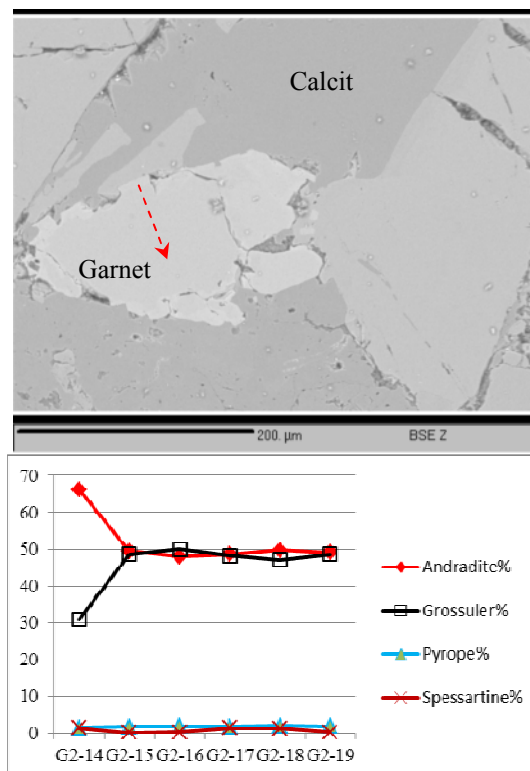 Calcit
Garnet
200. µm BSE Z
70
60
50
40
30
20
10
0
G2-14 G2-15 G2-16 G2-17 G2-18 G2-19
Andradite%
Grossuler%
Pyrope%
Spessartine%